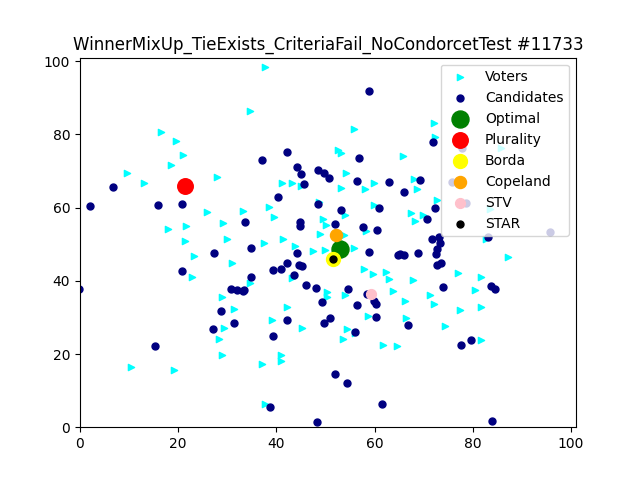 WinnerMixUp_TieExists_CriteriaFail_NoCondorcetTest #11733
100
80
60
40
20
0
0
20
40
60
80
100
Voters
Candidates
Optimal
Plurality
Borda
Copeland
STV
STAR